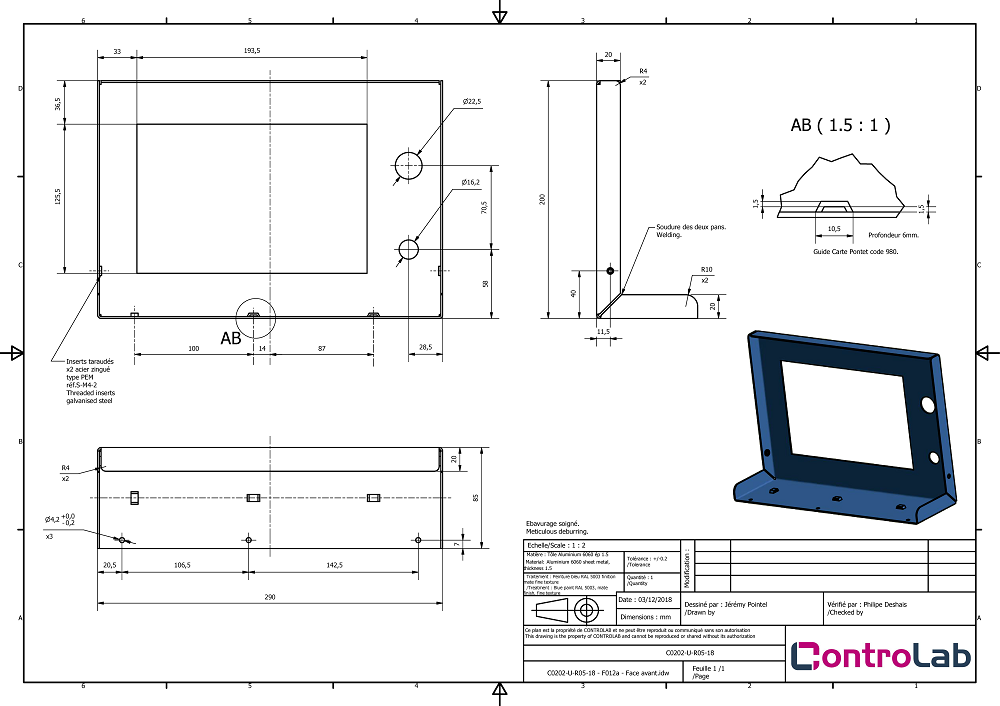 6
5
4
3
2
1
D
D
C
C
B
B
A
A
33
193,5
36,5
125,5
Ø22,5
Ø16,2
70,5
58
AB
100
14
87
28,5
Inserts taraudés
x2 acier zingué
type PEM
réf.S-M4-2
Threaded inserts
galvanised steel
20
R4
x2
200
Soudure des deux pans.
Welding.
R10
x2
40
20
11,5
AB ( 1.5 : 1 )
1,5
1,5
10,5
Profondeur 6mm.
Guide Carte Pontet code 980.
R4
x2
20
85
Ø4,2 +0,0
-0,2
x3
7
20,5
106,5
142,5
290
Ebavurage soigné.
Meticulous deburring.
Echelle/Scale : 1 : 2
Matière : Tôle Aluminium 6060 ép 1.5
Material: Aluminium 6060 sheet metal,
thickness 1.5
Tolérance : +/-0.2
/Tolerance
Traitement : Peinture bleu RAL 5003 finition
mate fine texture
/Treatment : Blue paint RAL 5003, mate
finish, fine texture
Quantité : 1
/Quantity
Modification :
Date : 03/12/2018
Dimensions : mm
Dessiné par : Jérémy Pointel
/Drawn by
Vérifié par : Philipe Deshais
/Checked by
Ce plan est la propriété de CONTROLAB et ne peut être reproduit ou communiqué sans son autorisation
This drawing is the property of CONTROLAB and cannot be reproduced or shared without its authorization
C0202-U-R05-18
C0202-U-R05-18 - F012a - Face avant.idw
Feuille 1 /1
/Page
ControLab
6
5
4
3
2
1